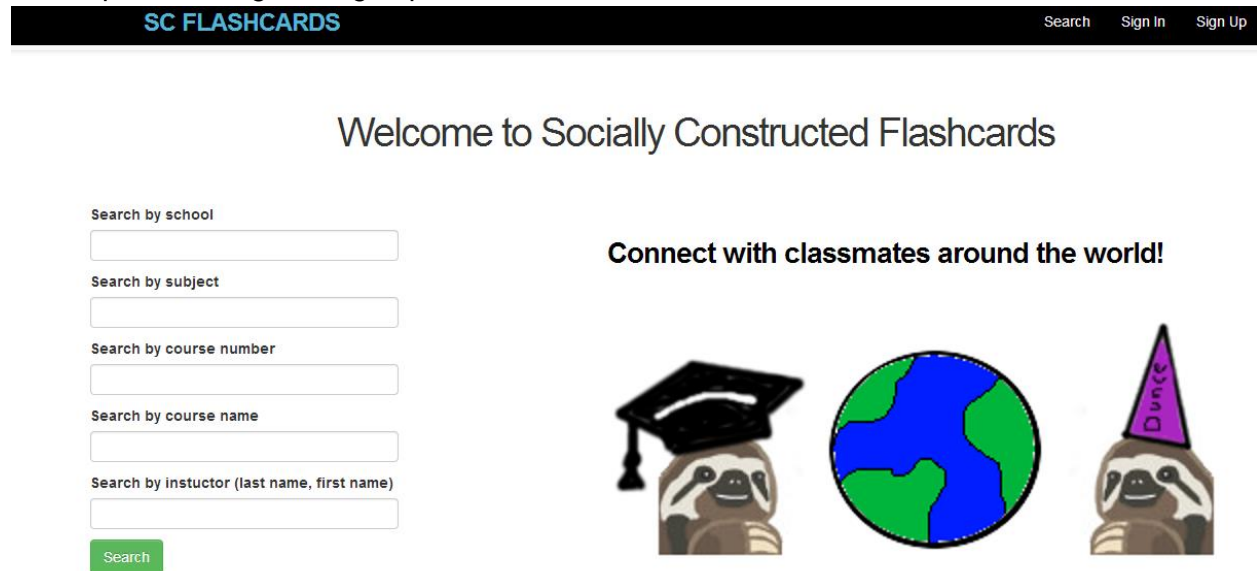 SC FLASHCARDS
Search Sign In Sign Up
Welcome to Socially Constructed Flashcards
Search by school
Search by subject
Search by course number
Search by course name
Search by instuctor (last name, first name)
Search
Connect with classmates around the world!
Dunce